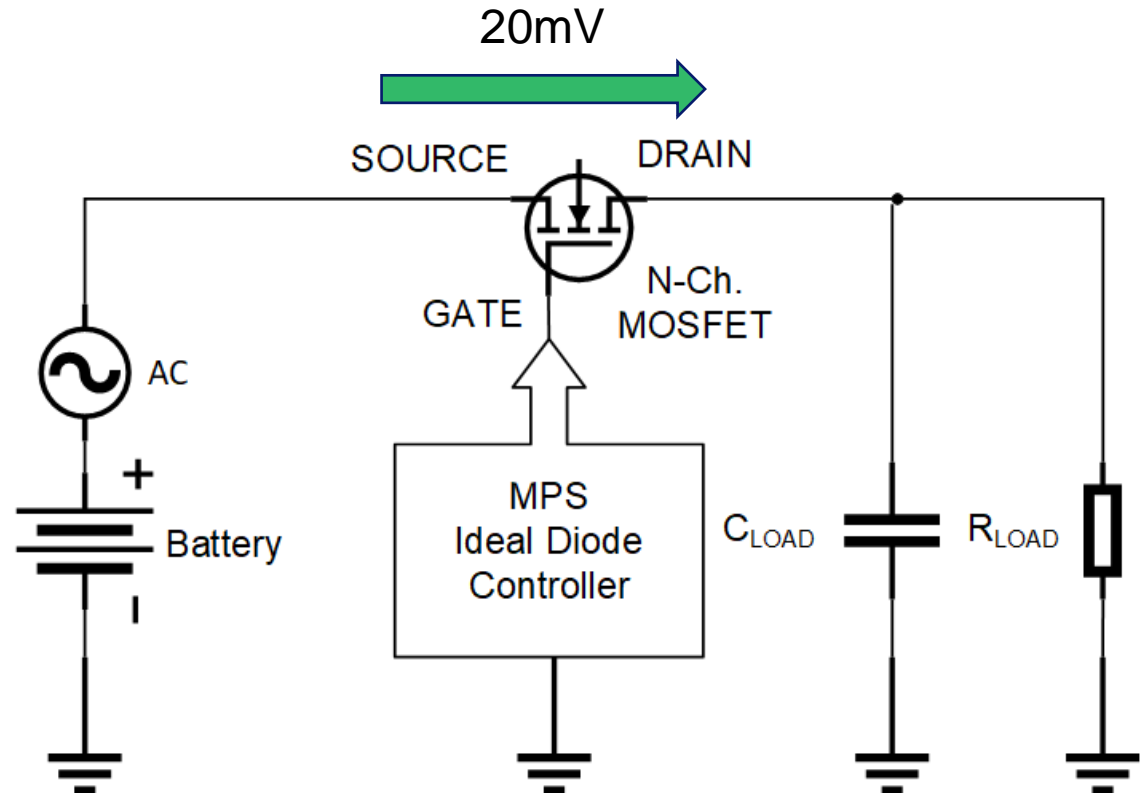 20mV
SOURCE
DRAIN
GATE
N-Ch.
MOSFET
AC
+
Battery
MPS
Ideal Diode
Controller
CLOAD
RLOAD